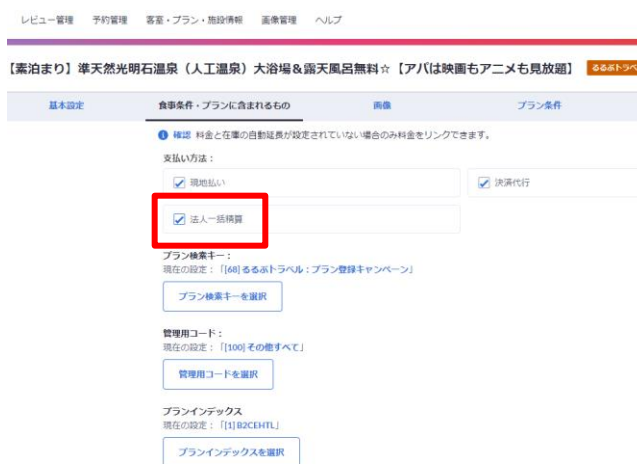 レビュー管理 予約管理 客室・プラン・施設情報 画像管理 ヘルプ
【素泊まり】準天然光明石温泉（人工温泉）大浴場&露天風呂無料☆【アパは映画もアニメも見放題】 るるぶトラベ
基本設定 食事条件・プランに含まれるもの 画像 プラン条件
確認 料金と在庫の自動延長が設定されていない場合のみ料金をリンクできます。
支払い方法：
現地払い 決済代行
法人一括精算
プラン検索キー：
現在の設定：「[68] るるぶトラベル：プラン登録キャンペーン」
プラン検索キーを選択
管理用コード：
現在の設定：「[100] その他すべて」
管理用コードを選択
プランインデックス
現在の設定：「[1] B2CEHTL」
プランインデックスを選択